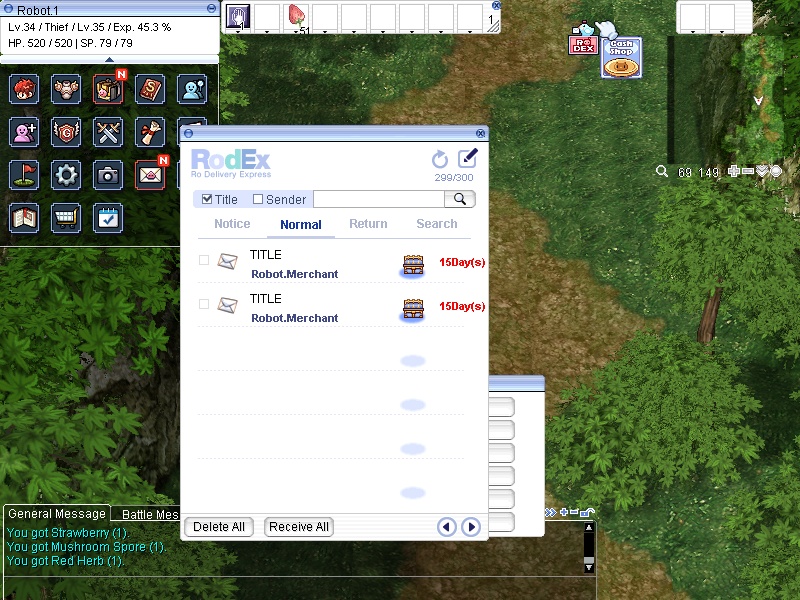 Robot.1
Lv.34 / Thief / Lv.35 / Exp. 45.3 %
HP. 520 / 520 | SP. 79 / 79
1
51
1
RO
DEX
Cash
Shop
N
N
69 149
RodEx
Ro Delivery Express
299/300
Title
Sender
Notice
Normal
Return
Search
TITLE
Robot.Merchant
15Day(s)
TITLE
Robot.Merchant
15Day(s)
Delete All
Receive All
General Message
Battle Mes
You got Strawberry (1).
You got Mushroom Spore (1).
You got Red Herb (1).